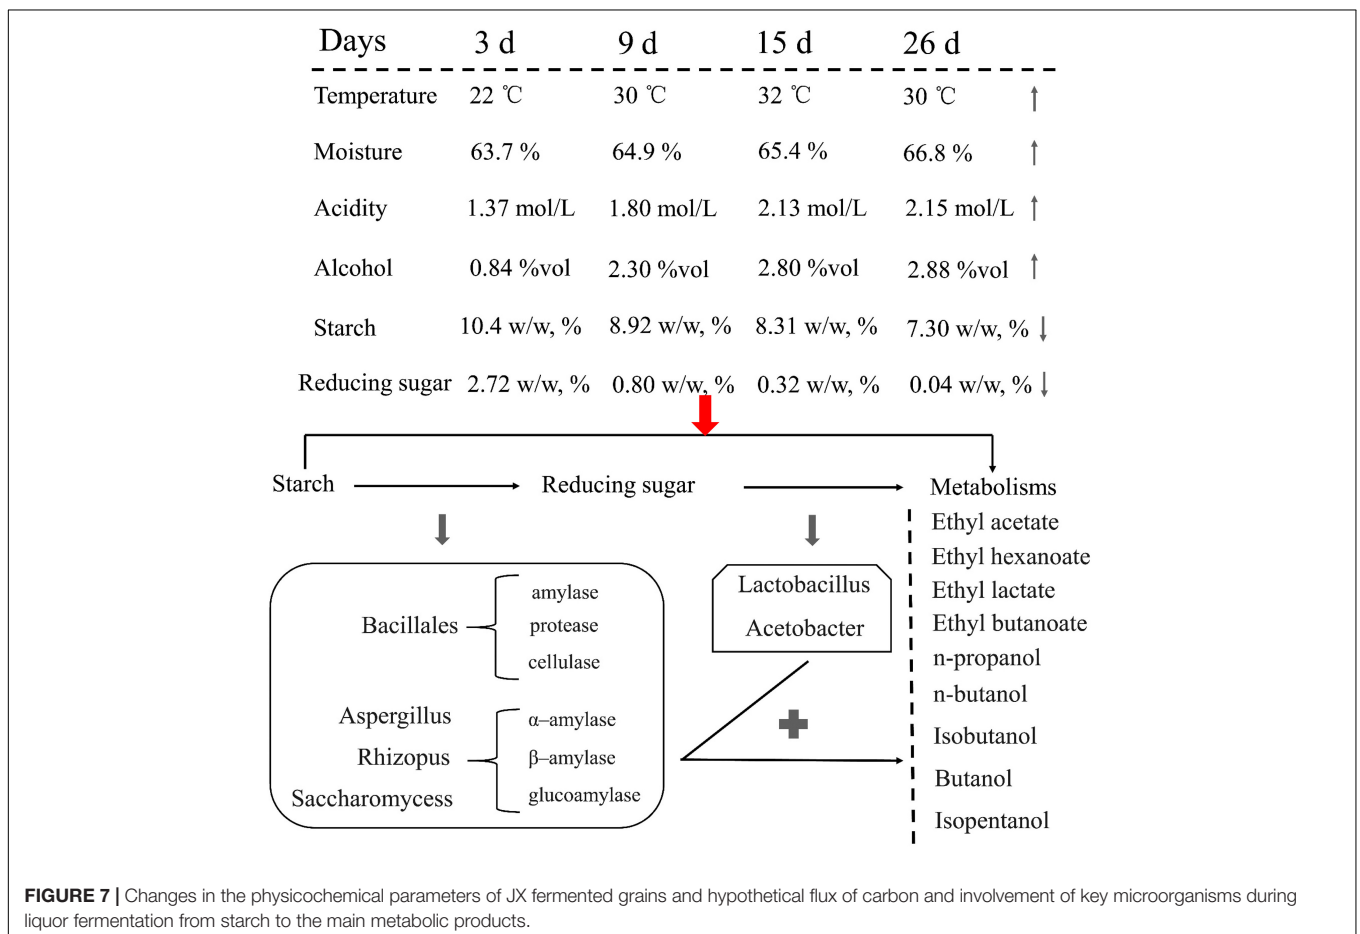 Days 3 d 9 d 15 d 26 d
Temperature 22 ℃ 30 ℃ 32 ℃ 30 ℃ ↑
Moisture 63.7 % 64.9 % 65.4 % 66.8 % ↑
Acidity 1.37 mol/L 1.80 mol/L 2.13 mol/L 2.15 mol/L ↑
Alcohol 0.84 %vol 2.30 %vol 2.80 %vol 2.88 %vol ↑
Starch 10.4 w/w, % 8.92 w/w, % 8.31 w/w, % 7.30 w/w, % ↓
Reducing sugar 2.72 w/w, % 0.80 w/w, % 0.32 w/w, % 0.04 w/w, % ↓
Starch Reducing sugar Metabolisms
Bacillales
amylase
protease
cellulase
Aspergillus
Rhizopus
Saccharomycess
α–amylase
β–amylase
glucoamylase
Lactobacillus
Acetobacter
Ethyl acetate
Ethyl hexanoate
Ethyl lactate
Ethyl butanoate
n-propanol
n-butanol
Isobutanol
Butanol
Isopentanol
FIGURE 7 | Changes in the physicochemical parameters of JX fermented grains and hypothetical flux of carbon and involvement of key microorganisms during
liquor fermentation from starch to the main metabolic products.